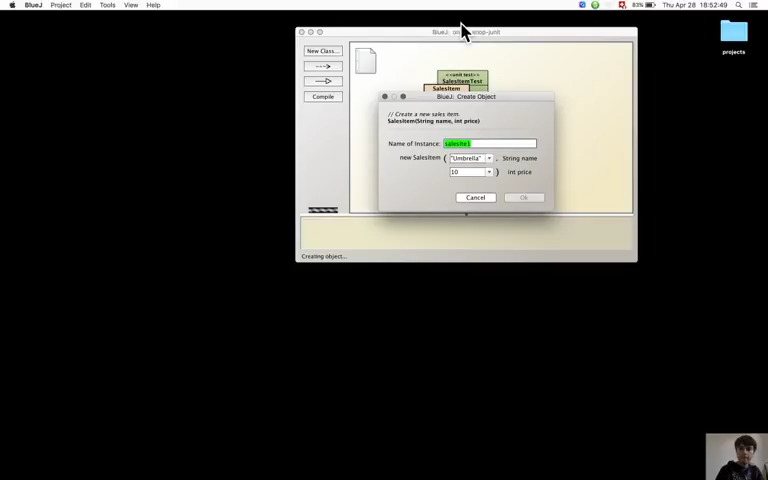 BlueJ Project Edit Tools View Help
83% Thu Apr 28 18:52:49
projects
BlueJ:
New Class...
Compile
<<unit test>>
SalesItemTest
SalesItem
BlueJ: Create Object
// Create a new sales item.
SalesItem(String name, int price)
Name of Instance: salesIte1
new SalesItem ( "Umbrella" , String name
10 ) int price
Cancel Ok
Creating object...